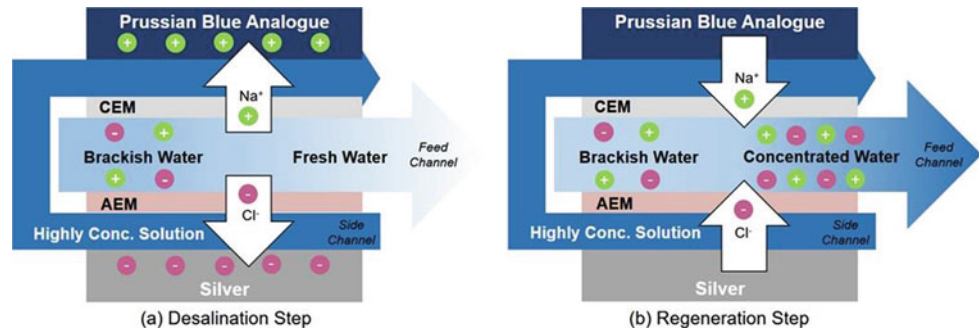 Prussian Blue Analogue
+ + + + +
Na⁺
+
CEM
- +
Brackish Water
Fresh Water
Feed
Channel
+ -
-
AEM
Cl⁻
Highly Conc. Solution
Side
Channel
- - - - -
Silver
(a) Desalination Step
Prussian Blue Analogue
Na⁺
+
CEM
- +
+ - + -
Brackish Water
Concentrated Water
Feed
Channel
+ -
- + - +
AEM
-
Cl⁻
Highly Conc. Solution
Side
Channel
Silver
(b) Regeneration Step